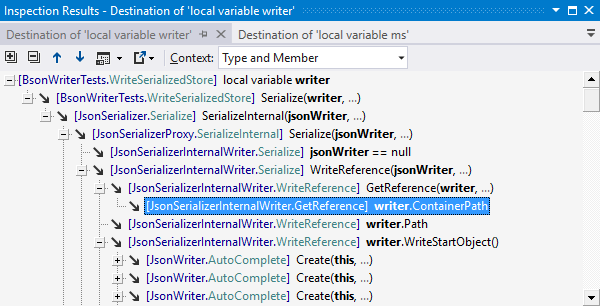 Inspection Results - Destination of 'local variable writer'
Destination of 'local variable writer' Destination of 'local variable ms'
Context: Type and Member
[BsonWriterTests.WriteSerializedStore] local variable writer
[BsonWriterTests.WriteSerializedStore] Serialize(writer, ...)
[JsonSerializer.Serialize] SerializeInternal(jsonWriter, ...)
[JsonSerializerProxy.SerializeInternal] Serialize(jsonWriter, ...)
[JsonSerializerInternalWriter.Serialize] jsonWriter == null
[JsonSerializerInternalWriter.Serialize] WriteReference(jsonWriter, ...)
[JsonSerializerInternalWriter.WriteReference] GetReference(writer, ...)
[JsonSerializerInternalWriter.GetReference] writer.ContainerPath
[JsonSerializerInternalWriter.WriteReference] writer.Path
[JsonSerializerInternalWriter.WriteReference] writer.WriteStartObject()
[JsonWriter.AutoComplete] Create(this, ...)
[JsonWriter.AutoComplete] Create(this, ...)
[JsonWriter.AutoComplete] Create(this, ...)